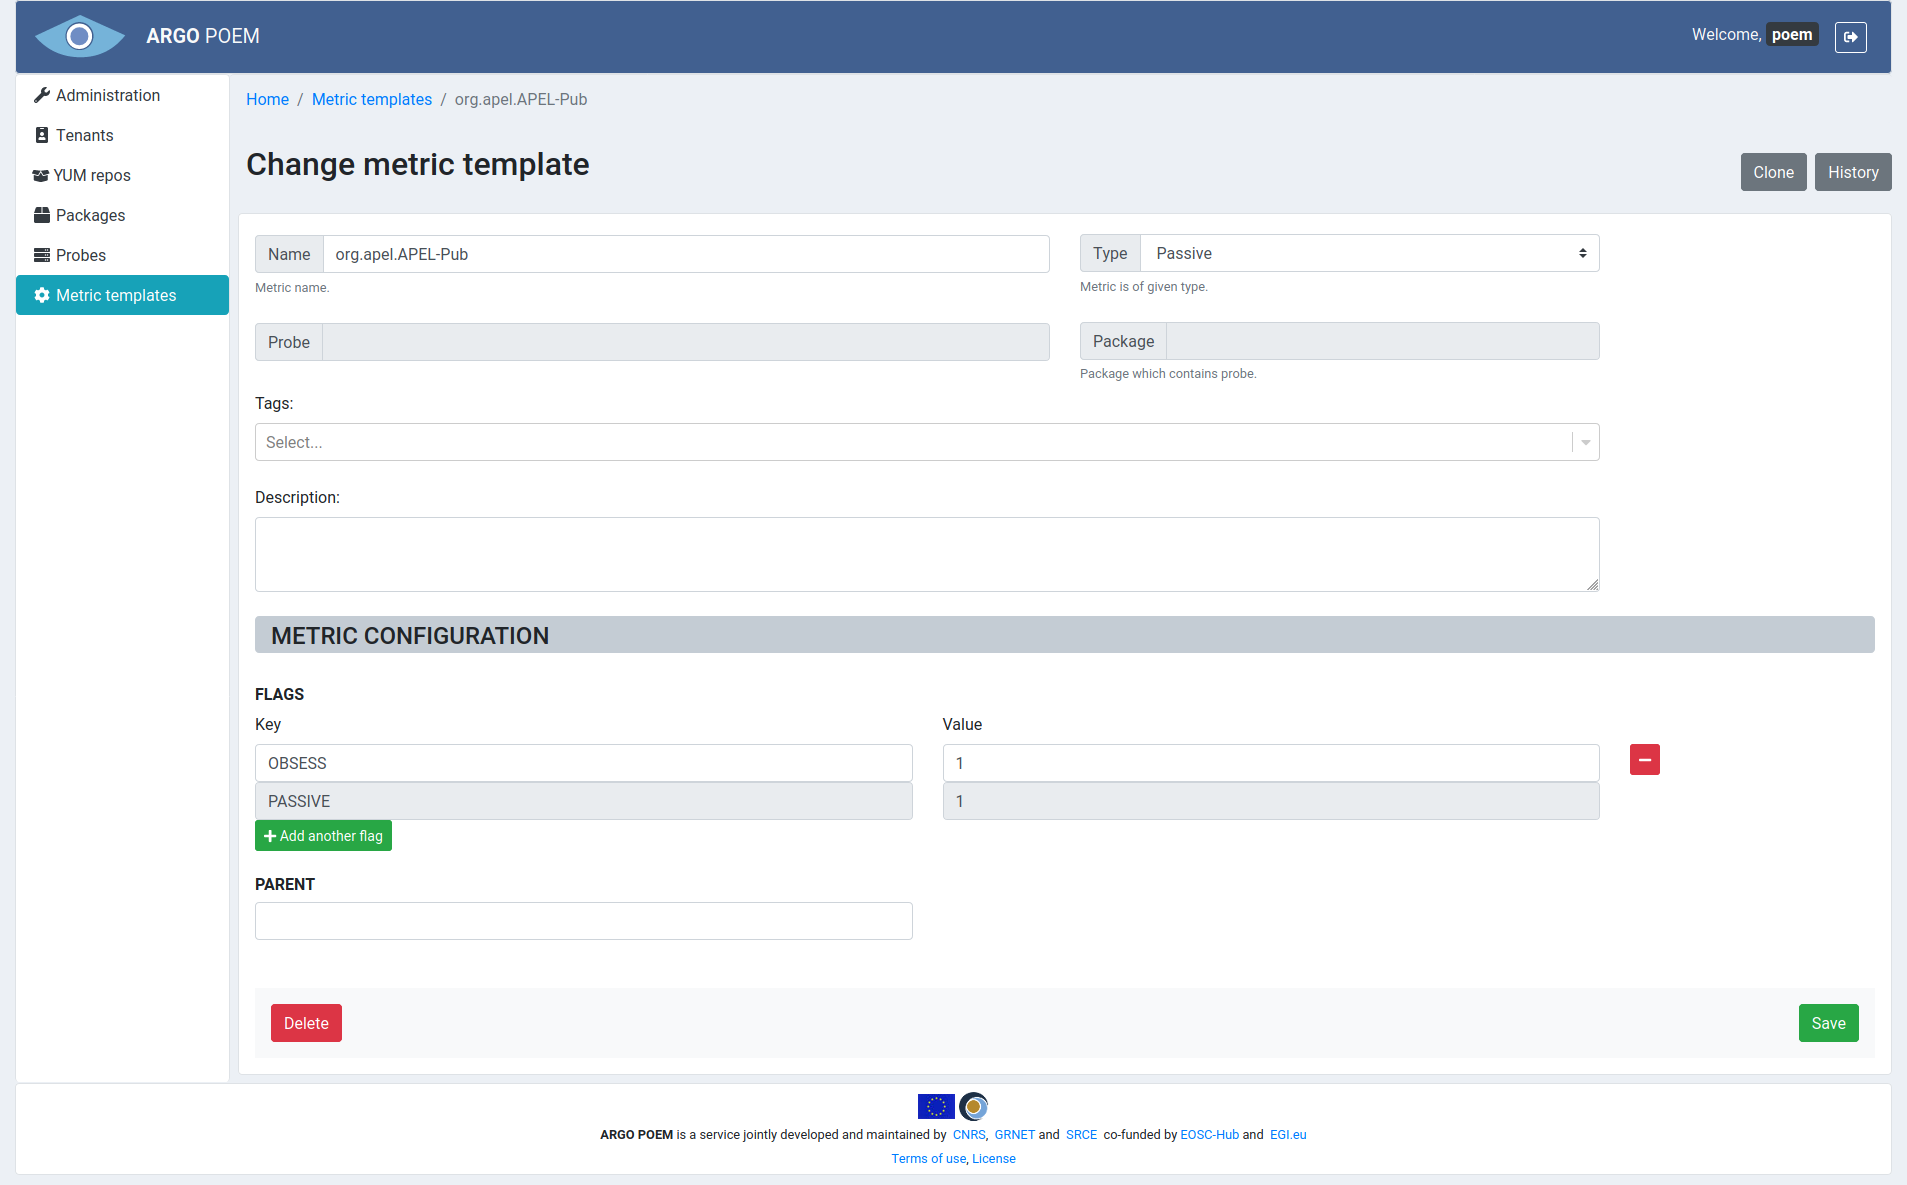 ARGO POEM
Welcome, poem
Administration
Tenants
YUM repos
Packages
Probes
Metric templates
Home / Metric templates / org.apel.APEL-Pub
Change metric template
Clone
History
Name org.apel.APEL-Pub
Metric name.
Type Passive
Metric is of given type.
Probe
Package
Package which contains probe.
Tags:
Select...
Description:
METRIC CONFIGURATION
FLAGS
Key Value
OBSESS 1
PASSIVE 1
Add another flag
PARENT
Delete
Save
ARGO POEM is a service jointly developed and maintained by CNRS, GRNET and SRCE co-funded by EOSC-Hub and EGI.eu
Terms of use, License